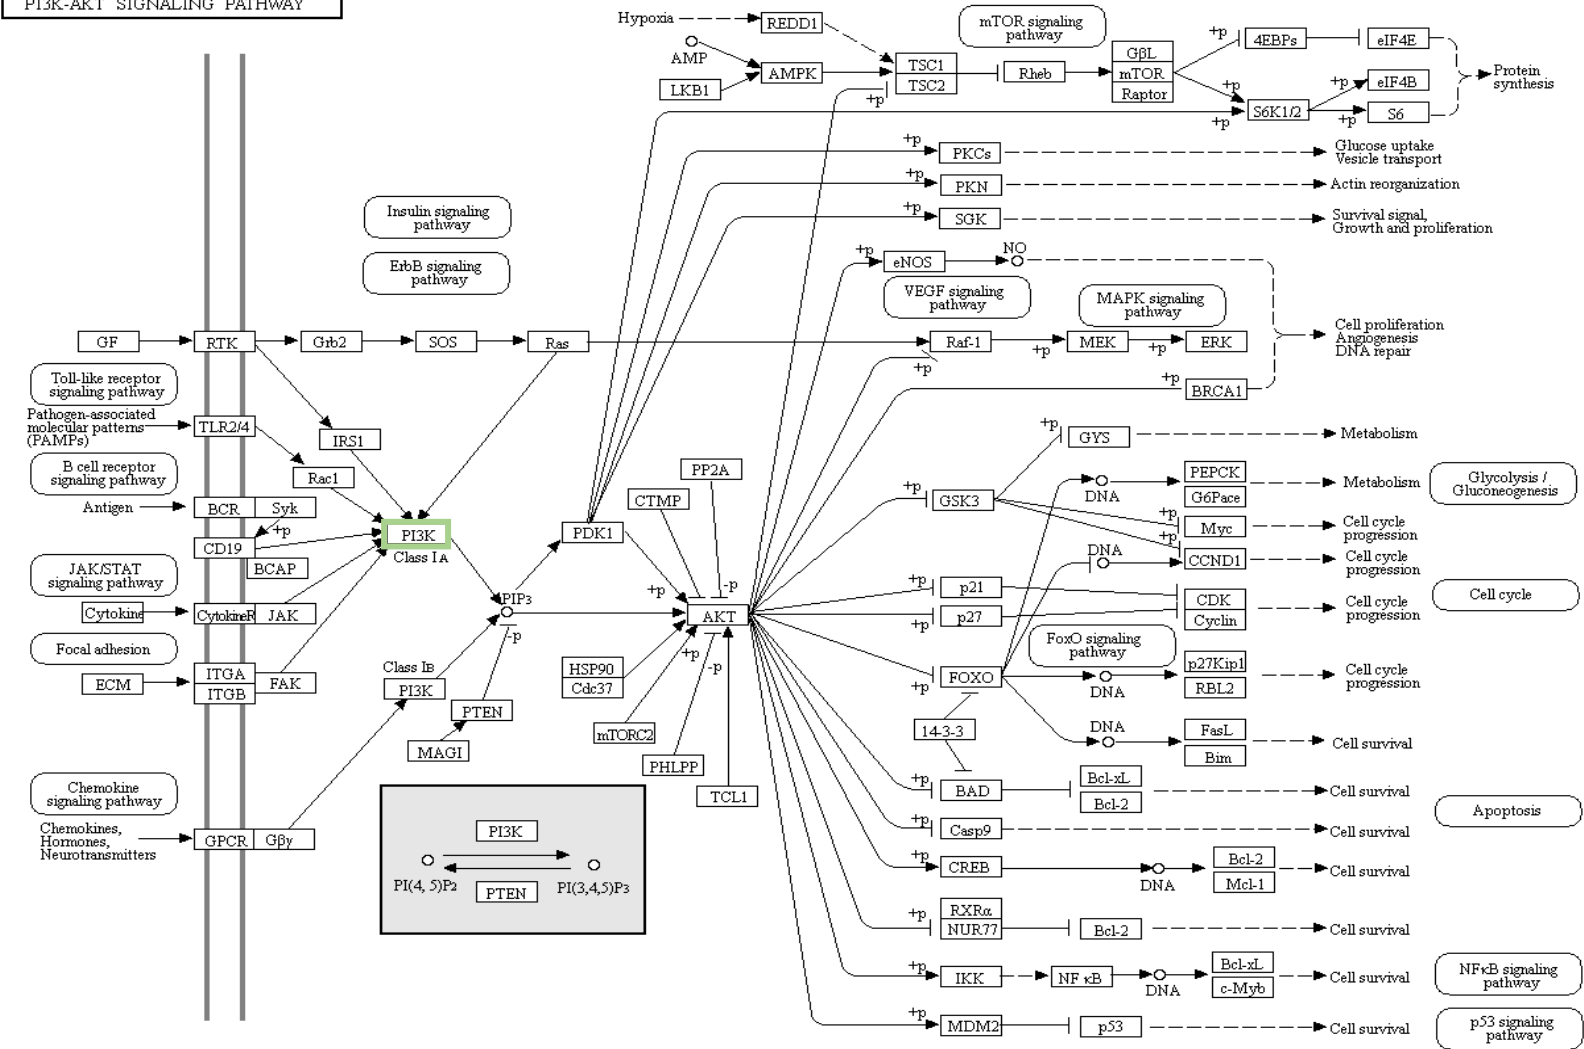 PI3K-AKT SIGNALING PATHWAY
Hypoxia
REDD1
mTOR signaling
pathway
AMP
LKB1
AMPK
TSC1
TSC2
+p
Rheb
GβL
mTOR
Raptor
+p
4EBPs
eIF4E
+p
S6K1/2
+p
+p
eIF4B
+p
S6
Protein
synthesis
+p
PKCs
Glucose uptake
Vesicle transport
+p
PKN
Actin reorganization
+p
SGK
Survival signal,
Growth and proliferation
Insulin signaling
pathway
ErbB signaling
pathway
+p
eNOS
NO
VEGF signaling
pathway
MAPK signaling
pathway
GF
RTK
Grb2
SOS
Ras
Raf-1
+p
+p
MEK
+p
ERK
Cell proliferation
Angiogenesis
DNA repair
+p
BRCA1
Toll-like receptor
signaling pathway
Pathogen-associated
molecular patterns
(PAMPs)
TLR2/4
IRS1
Rac1
B cell receptor
signaling pathway
Antigen
BCR
Syk
+p
CD19
BCAP
PI3K
Class IA
JAK/STAT
signaling pathway
Cytokine
CytokineR
JAK
Focal adhesion
ECM
ITGA
ITGB
FAK
Chemokine
signaling pathway
Chemokines,
Hormones,
Neurotransmitters
GPCR
Gβγ
PIP3
-p
Class IB
PI3K
PTEN
MAGI
PDK1
CTMP
PP2A
+p
-p
AKT
HSP90
Cdc37
+p
-p
mTORC2
PHLPP
TCL1
PI3K
PI(4, 5)P2
PI(3,4,5)P3
PTEN
+p
GYS
Metabolism
+p
GSK3
DNA
PEPCK
G6Pace
Metabolism
Glycolysis /
Gluconeogenesis
+p
Myc
Cell cycle
progression
+p
DNA
CCND1
Cell cycle
progression
+p
p21
+p
p27
CDK
Cyclin
Cell cycle
progression
Cell cycle
FoxO signaling
pathway
+p
FOXO
DNA
p27Kip1
RBL2
Cell cycle
progression
14-3-3
DNA
FasL
Bim
Cell survival
+p
BAD
Bcl-xL
Bcl-2
Cell survival
Apoptosis
+p
Casp9
Cell survival
+p
CREB
DNA
Bcl-2
Mcl-1
Cell survival
+p
RXRα
NUR77
Bcl-2
Cell survival
+p
IKK
NFκB
DNA
Bcl-xL
c-Myb
Cell survival
NFκB signaling
pathway
+p
MDM2
p53
Cell survival
p53 signaling
pathway